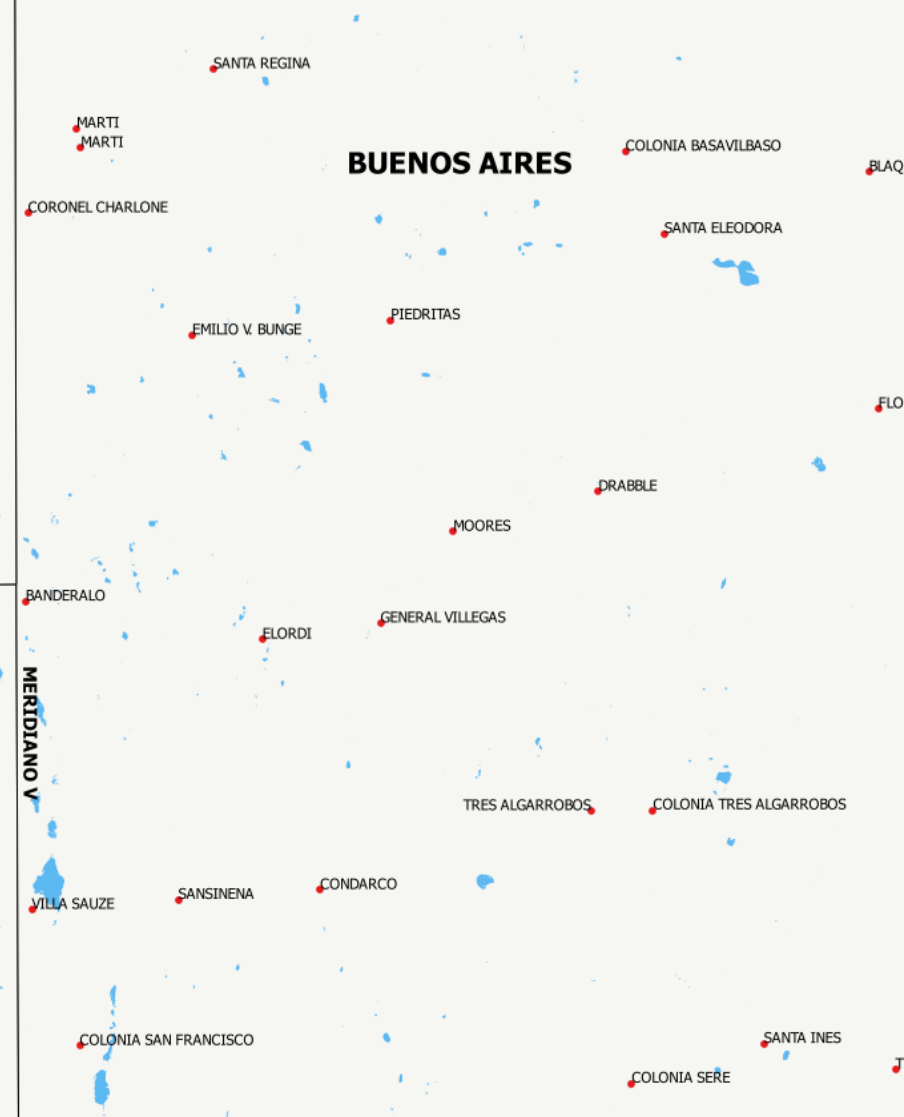 SANTA REGINA
MARTI
MARTI
COLONIA BASAVILBASO
BUENOS AIRES
BLAQ
CORONEL CHARLONE
SANTA ELEODORA
PIEDRITAS
EMILIO V. BUNGE
FLO
DRABBLE
MOORES
BANDERALO
GENERAL VILLEGAS
ELORDI
MERIDIANO V
TRES ALGARROBOS
COLONIA TRES ALGARROBOS
CONDARCO
SANSINENA
VILLA SAUZE
SANTA INES
COLONIA SAN FRANCISCO
T
COLONIA SERE